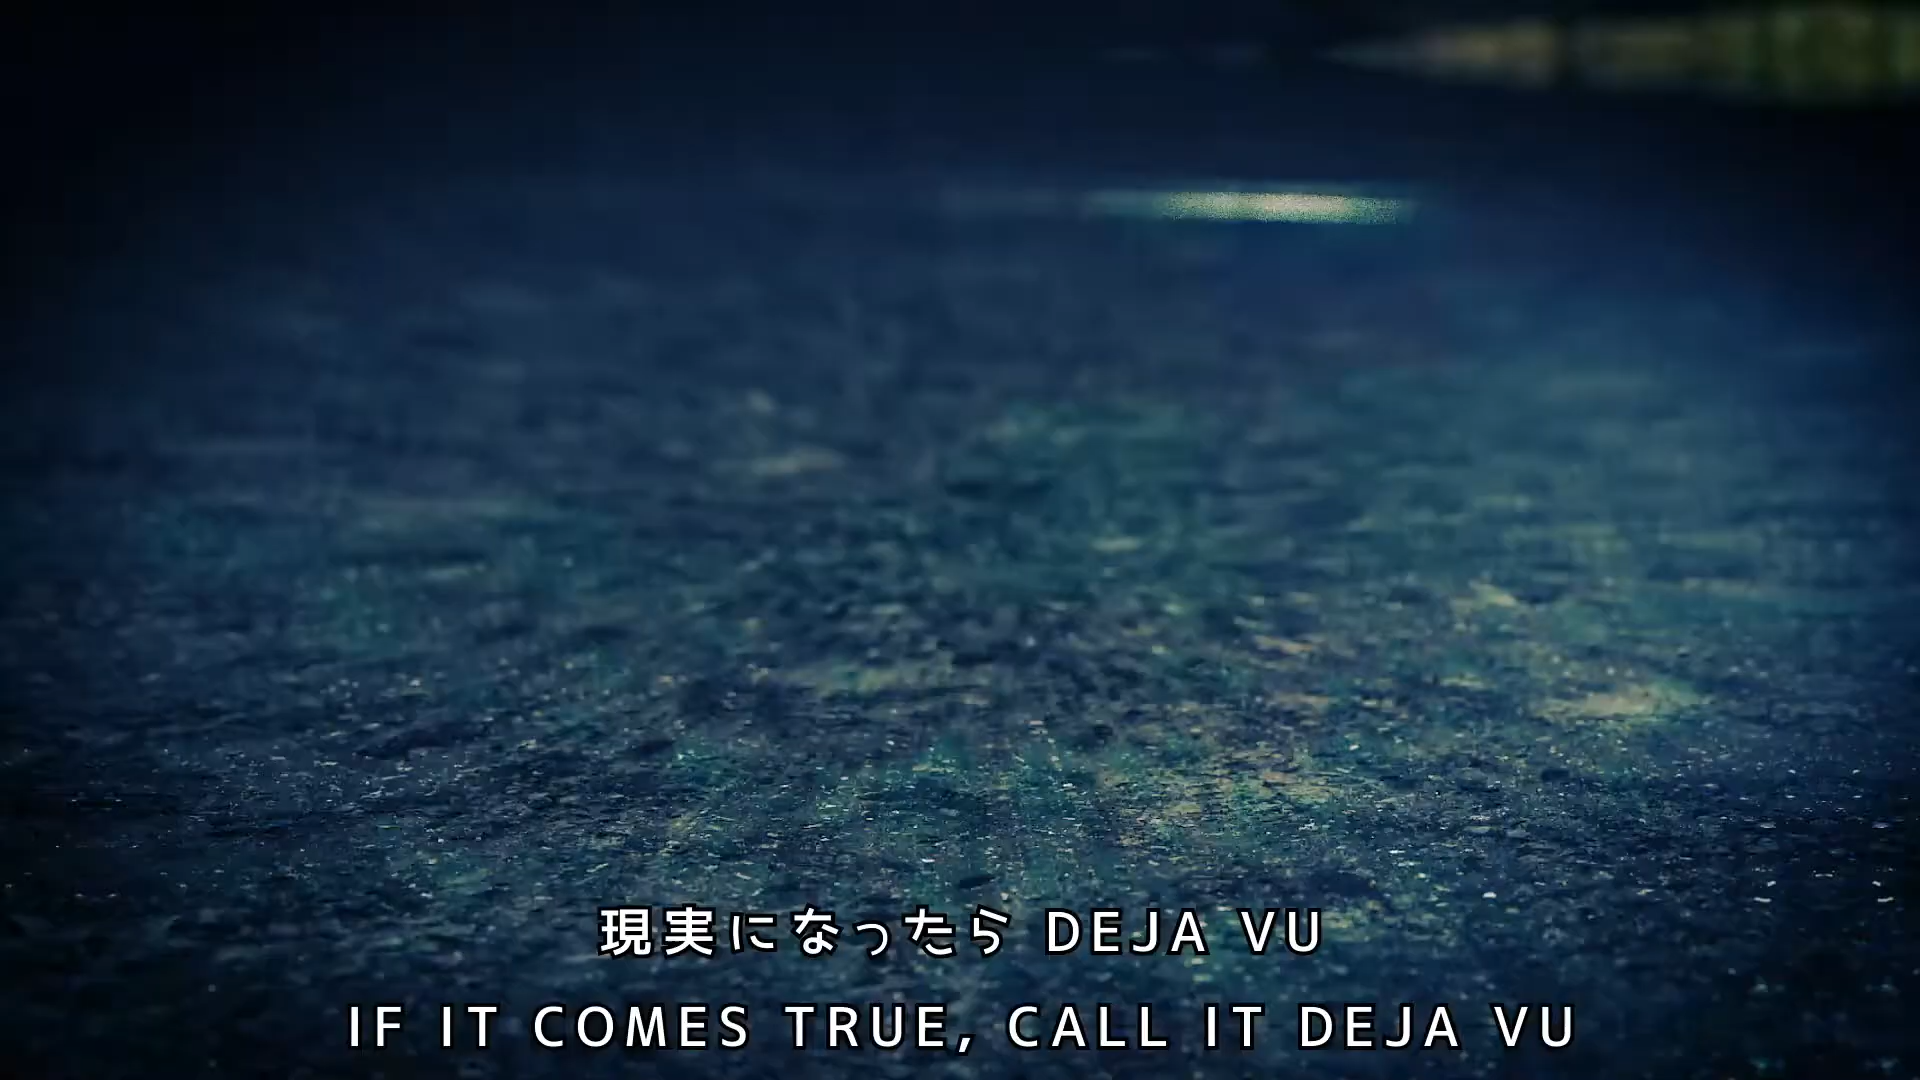 現実になったら DEJA VU
IF IT COMES TRUE, CALL IT DEJA VU